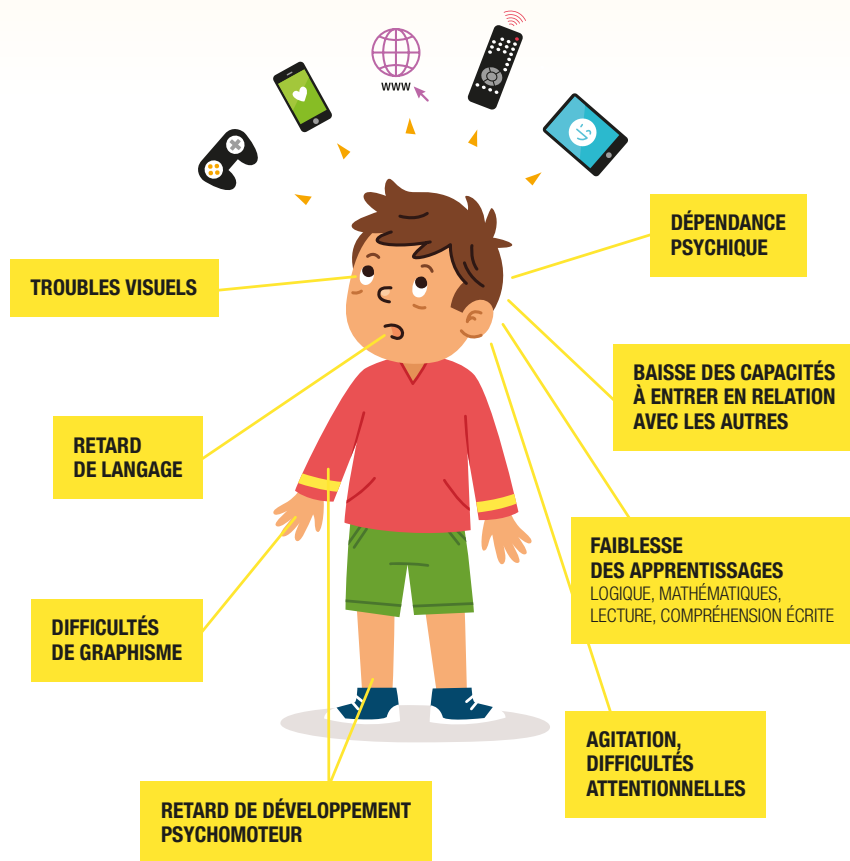 WWW
DÉPENDANCE
PSYCHIQUE
TROUBLES VISUELS
BAISSE DES CAPACITÉS
À ENTRER EN RELATION
AVEC LES AUTRES
RETARD
DE LANGAGE
FAIBLESSE
DES APPRENTISSAGES
LOGIQUE, MATHÉMATIQUES,
LECTURE, COMPRÉHENSION ÉCRITE
DIFFICULTÉS
DE GRAPHISME
AGITATION,
DIFFICULTÉS
ATTENTIONNELLES
RETARD DE DÉVELOPPEMENT
PSYCHOMOTEUR